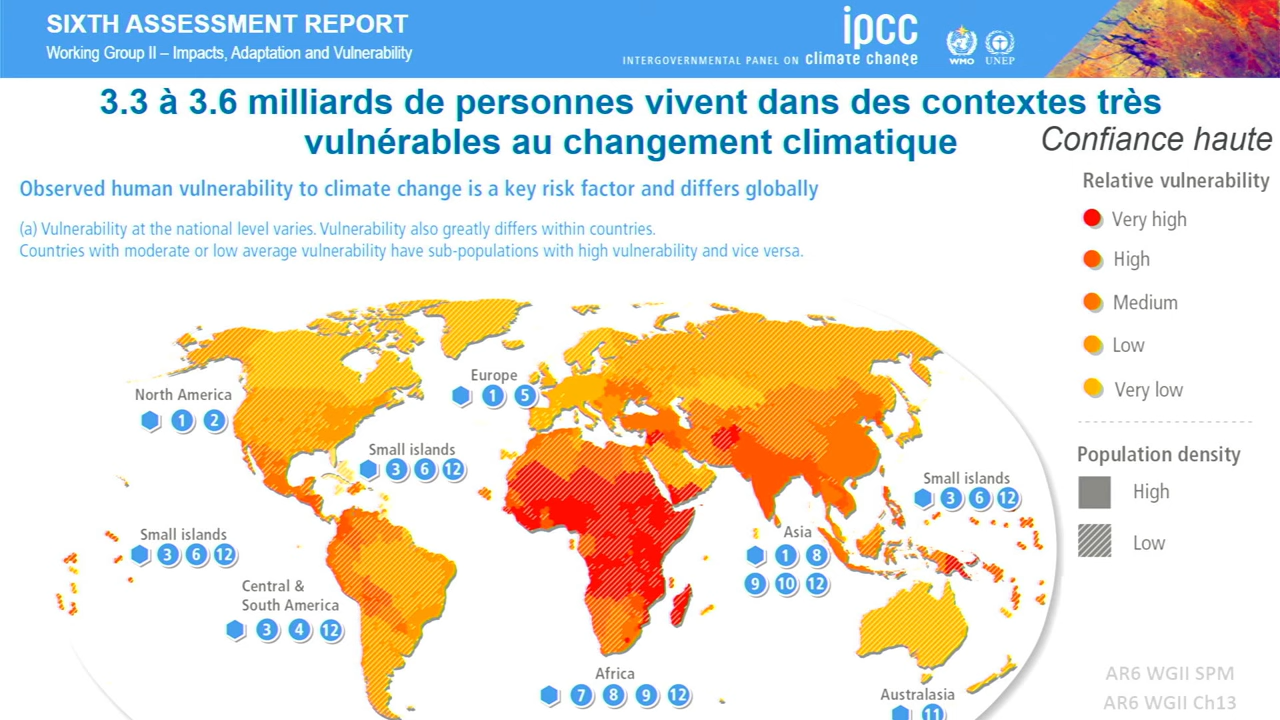 SIXTH ASSESSMENT REPORT
Working Group II – Impacts, Adaptation and Vulnerability
ipcc
INTERGOVERNMENTAL PANEL ON climate change
WMO
UNEP
3.3 à 3.6 milliards de personnes vivent dans des contextes très
vulnérables au changement climatique
Confiance haute
Observed human vulnerability to climate change is a key risk factor and differs globally
(a) Vulnerability at the national level varies. Vulnerability also greatly differs within countries.
Countries with moderate or low average vulnerability have sub-populations with high vulnerability and vice versa.
Relative vulnerability
Very high
High
Medium
Low
Very low
Population density
High
Low
North America
1 2
Europe
1 5
Small islands
3 6 12
Small islands
3 6 12
Small islands
3 6 12
Asia
1 8
9 10 12
Central &
South America
3 4 12
Africa
7 8 9 12
Australasia
11
AR6 WGII SPM
AR6 WGII Ch13